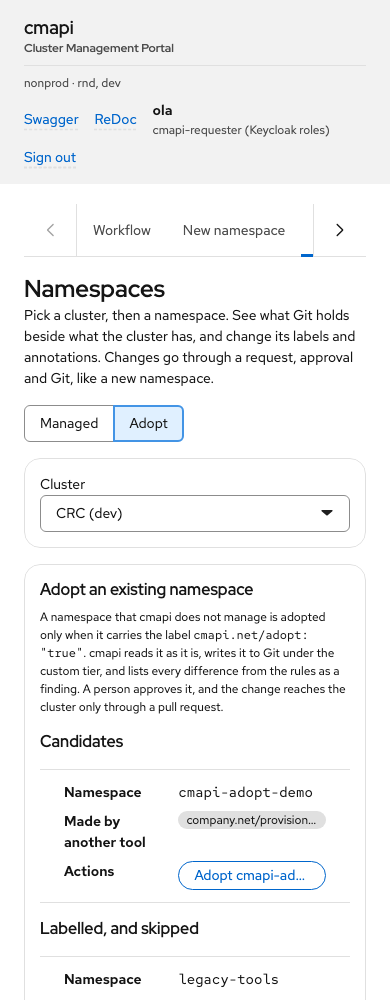 cmapi
Cluster Management Portal
nonprod · rnd, dev
Swagger ReDoc ola
cmapi-requester (Keycloak roles)
Sign out
Workflow New namespace
Namespaces
Pick a cluster, then a namespace. See what Git holds
beside what the cluster has, and change its labels and
annotations. Changes go through a request, approval
and Git, like a new namespace.
Managed Adopt
Cluster
CRC (dev)
Adopt an existing namespace
A namespace that cmapi does not manage is adopted
only when it carries the label cmapi.net/adopt:
"true". cmapi reads it as it is, writes it to Git under the
custom tier, and lists every difference from the rules as a
finding. A person approves it, and the change reaches the
cluster only through a pull request.
Candidates
Namespace cmapi-adopt-demo
Made by
another tool company.net/provision...
Actions Adopt cmapi-ad...
Labelled, and skipped
Namespace legacy-tools